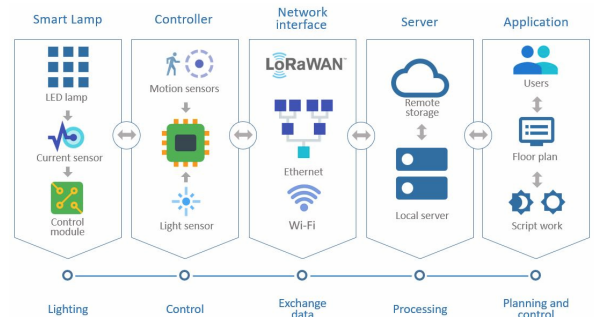 Smart Lamp
Controller
Network
interface
Server
Application
LED lamp
Current sensor
Control
module
Motion sensors
Light sensor
LoRaWAN™
Ethernet
Wi-Fi
Remote
storage
Local server
Users
Floor plan
Script work
Lighting
Control
Exchange
data
Processing
Planning and
control